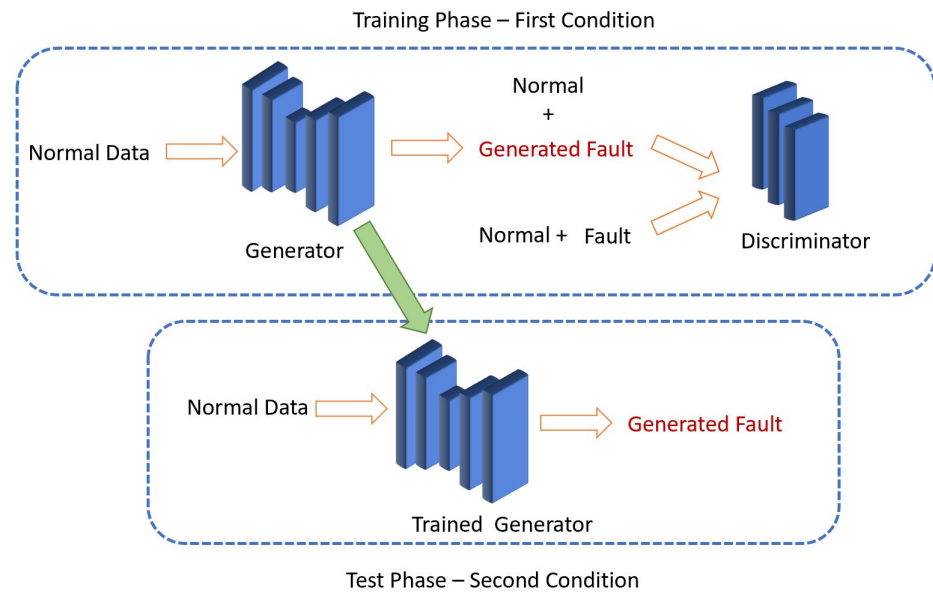 Training Phase – First Condition
Normal Data
Generator
Normal
+
Generated Fault
Normal + Fault
Discriminator
Normal Data
Trained Generator
Generated Fault
Test Phase – Second Condition